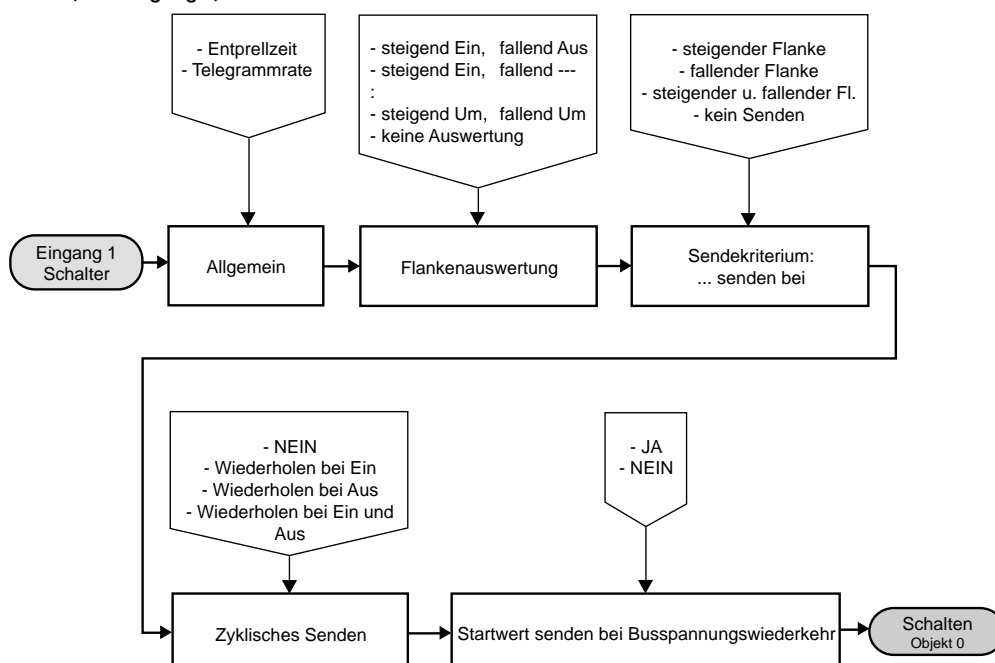 - Entprellzeit
- Telegrammrate
- steigend Ein, fallend Aus
- steigend Ein, fallend ---
:
- steigend Um, fallend Um
- keine Auswertung
- steigender Flanke
- fallender Flanke
- steigender u. fallender Fl.
- kein Senden
Eingang 1
Schalter
Allgemein
Flankenauswertung
Sendekriterium:
... senden bei
- NEIN
- Wiederholen bei Ein
- Wiederholen bei Aus
- Wiederholen bei Ein und
Aus
- JA
- NEIN
Zyklisches Senden
Startwert senden bei Busspannungswiederkehr
Schalten
Objekt 0